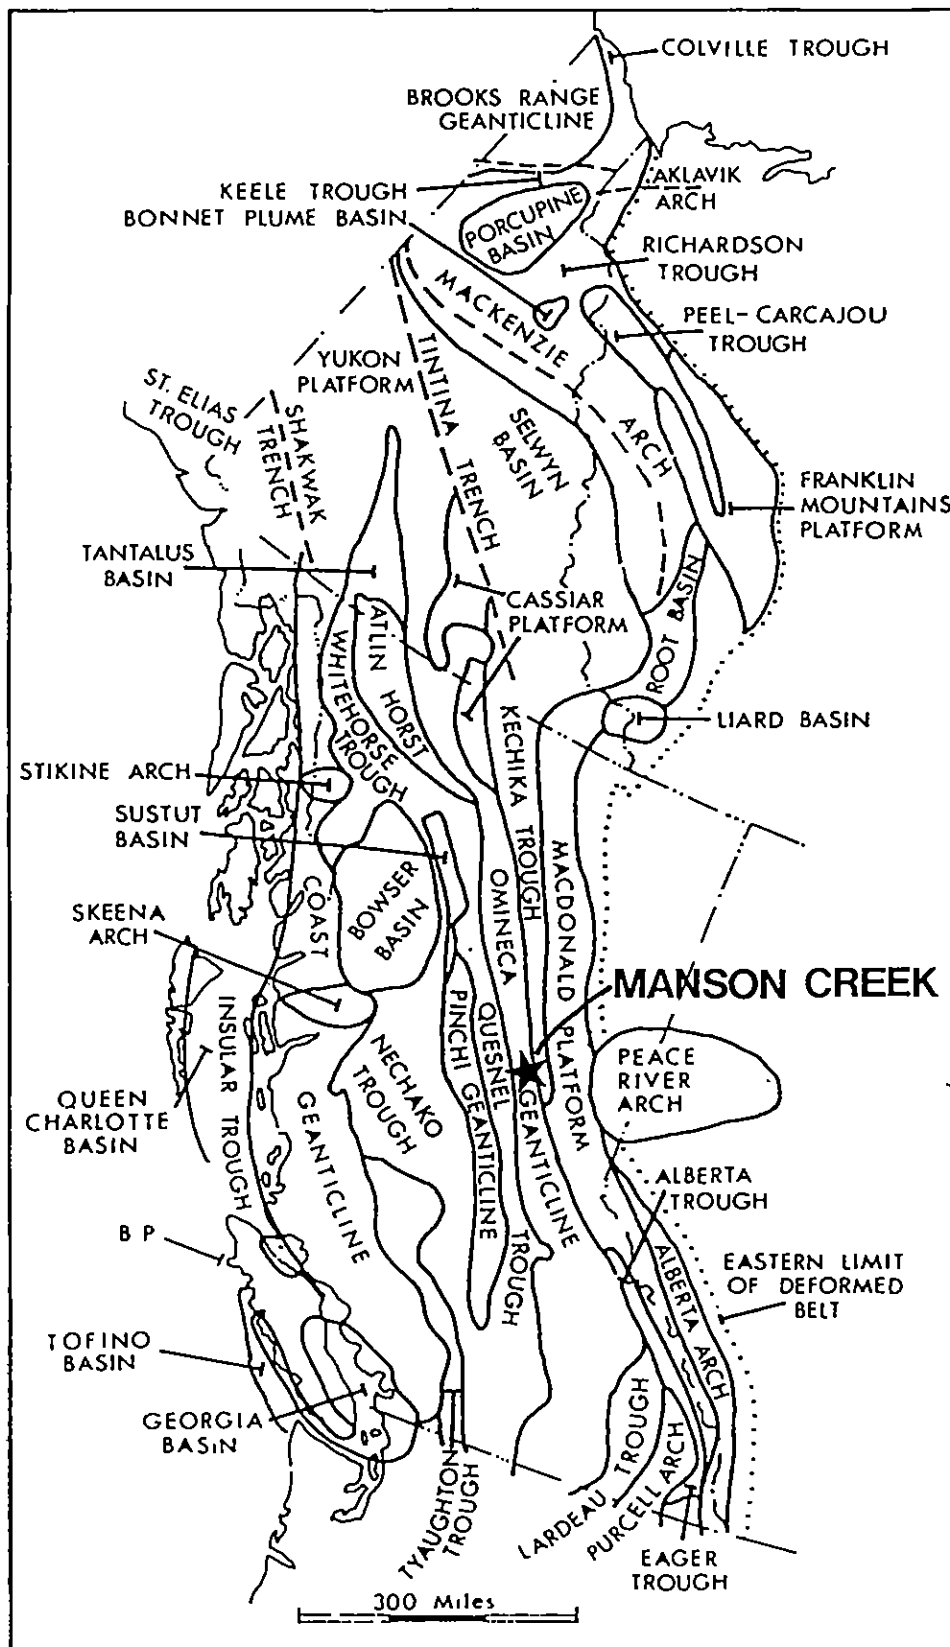 COLVILLE TROUGH
BROOKS RANGE
GEANTICLINE
KEELE TROUGH
BONNET PLUME BASIN
AKLAVIK
ARCH
PORCUPINE
BASIN
RICHARDSON
TROUGH
PEEL-CARCAJOU
TROUGH
MACKENZIE
ARCH
YUKON
PLATFORM
TINTINA
TRENCH
ST. ELIAS
TROUGH
SHAKWAK
TRENCH
SELWYN
BASIN
FRANKLIN
MOUNTAINS
PLATFORM
TANTALUS
BASIN
CASSIAR
PLATFORM
ROOT BASIN
ATLIN HORST
WHITEHORSE
TROUGH
LIARD BASIN
KECHIKA TROUGH
STIKINE ARCH
SUSTUT
BASIN
MACDONALD PLATFORM
OMINECA
GEANTICLINE
BOWSER
BASIN
COAST
GEANTICLINE
SKEENA
ARCH
MANSON CREEK
INSULAR TROUGH
NECHAKO
TROUGH
PINCHI GEANTICLINE
QUESNEL
TROUGH
PEACE
RIVER
ARCH
QUEEN
CHARLOTTE
BASIN
ALBERTA
TROUGH
B P
ALBERTA ARCH
EASTERN LIMIT
OF DEFORMED
BELT
TOFINO
BASIN
GEORGIA
BASIN
TYAUGHTON
TROUGH
LARDEAU TROUGH
PURCELL ARCH
EAGER
TROUGH
300 Miles